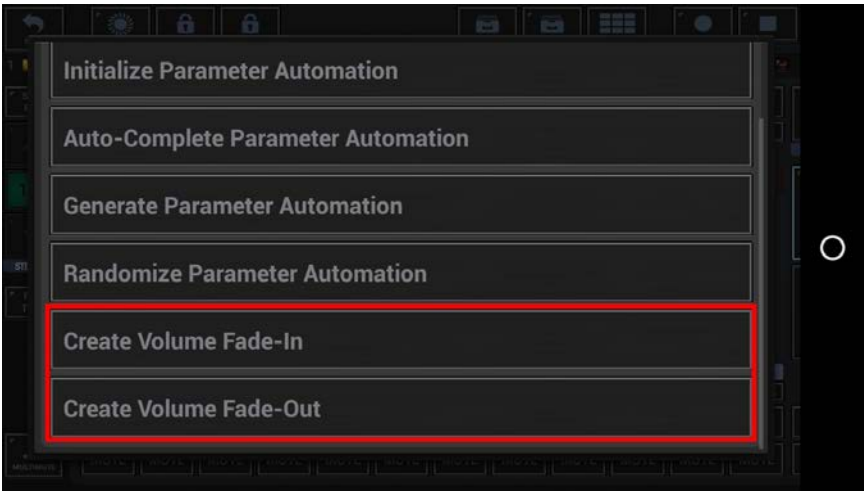 Initialize Parameter Automation
Auto-Complete Parameter Automation
Generate Parameter Automation
Randomize Parameter Automation
Create Volume Fade-In
Create Volume Fade-Out